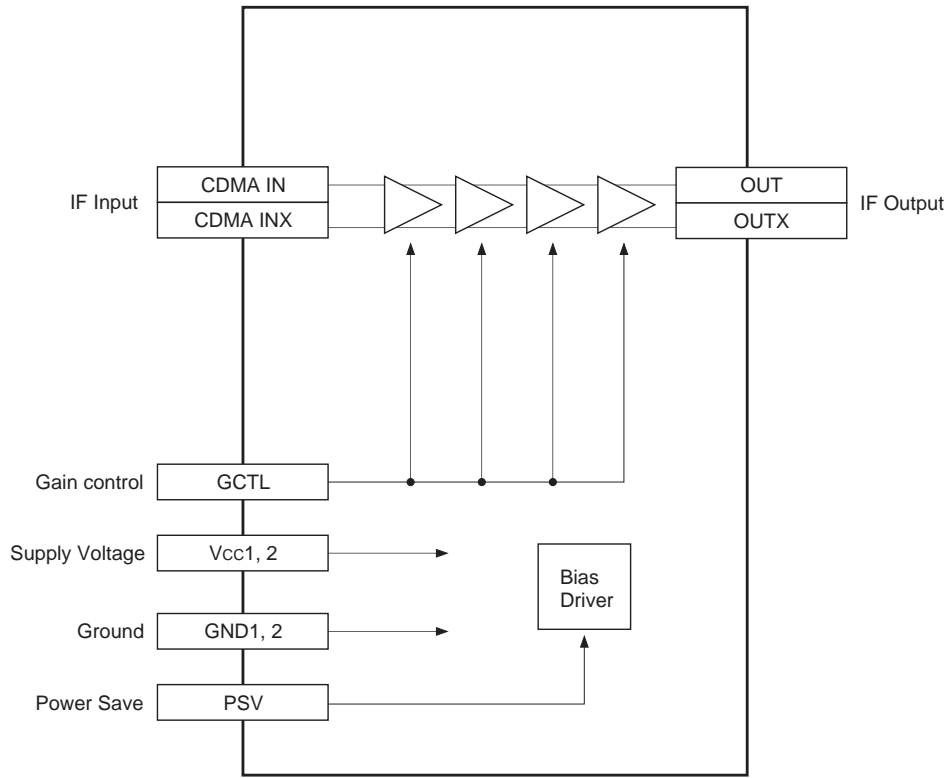 CDMA IN
CDMA INX
IF Input
OUT
OUTX
IF Output
Gain control
GCTL
Supply Voltage
Vcc1, 2
Bias
Driver
Ground
GND1, 2
Power Save
PSV